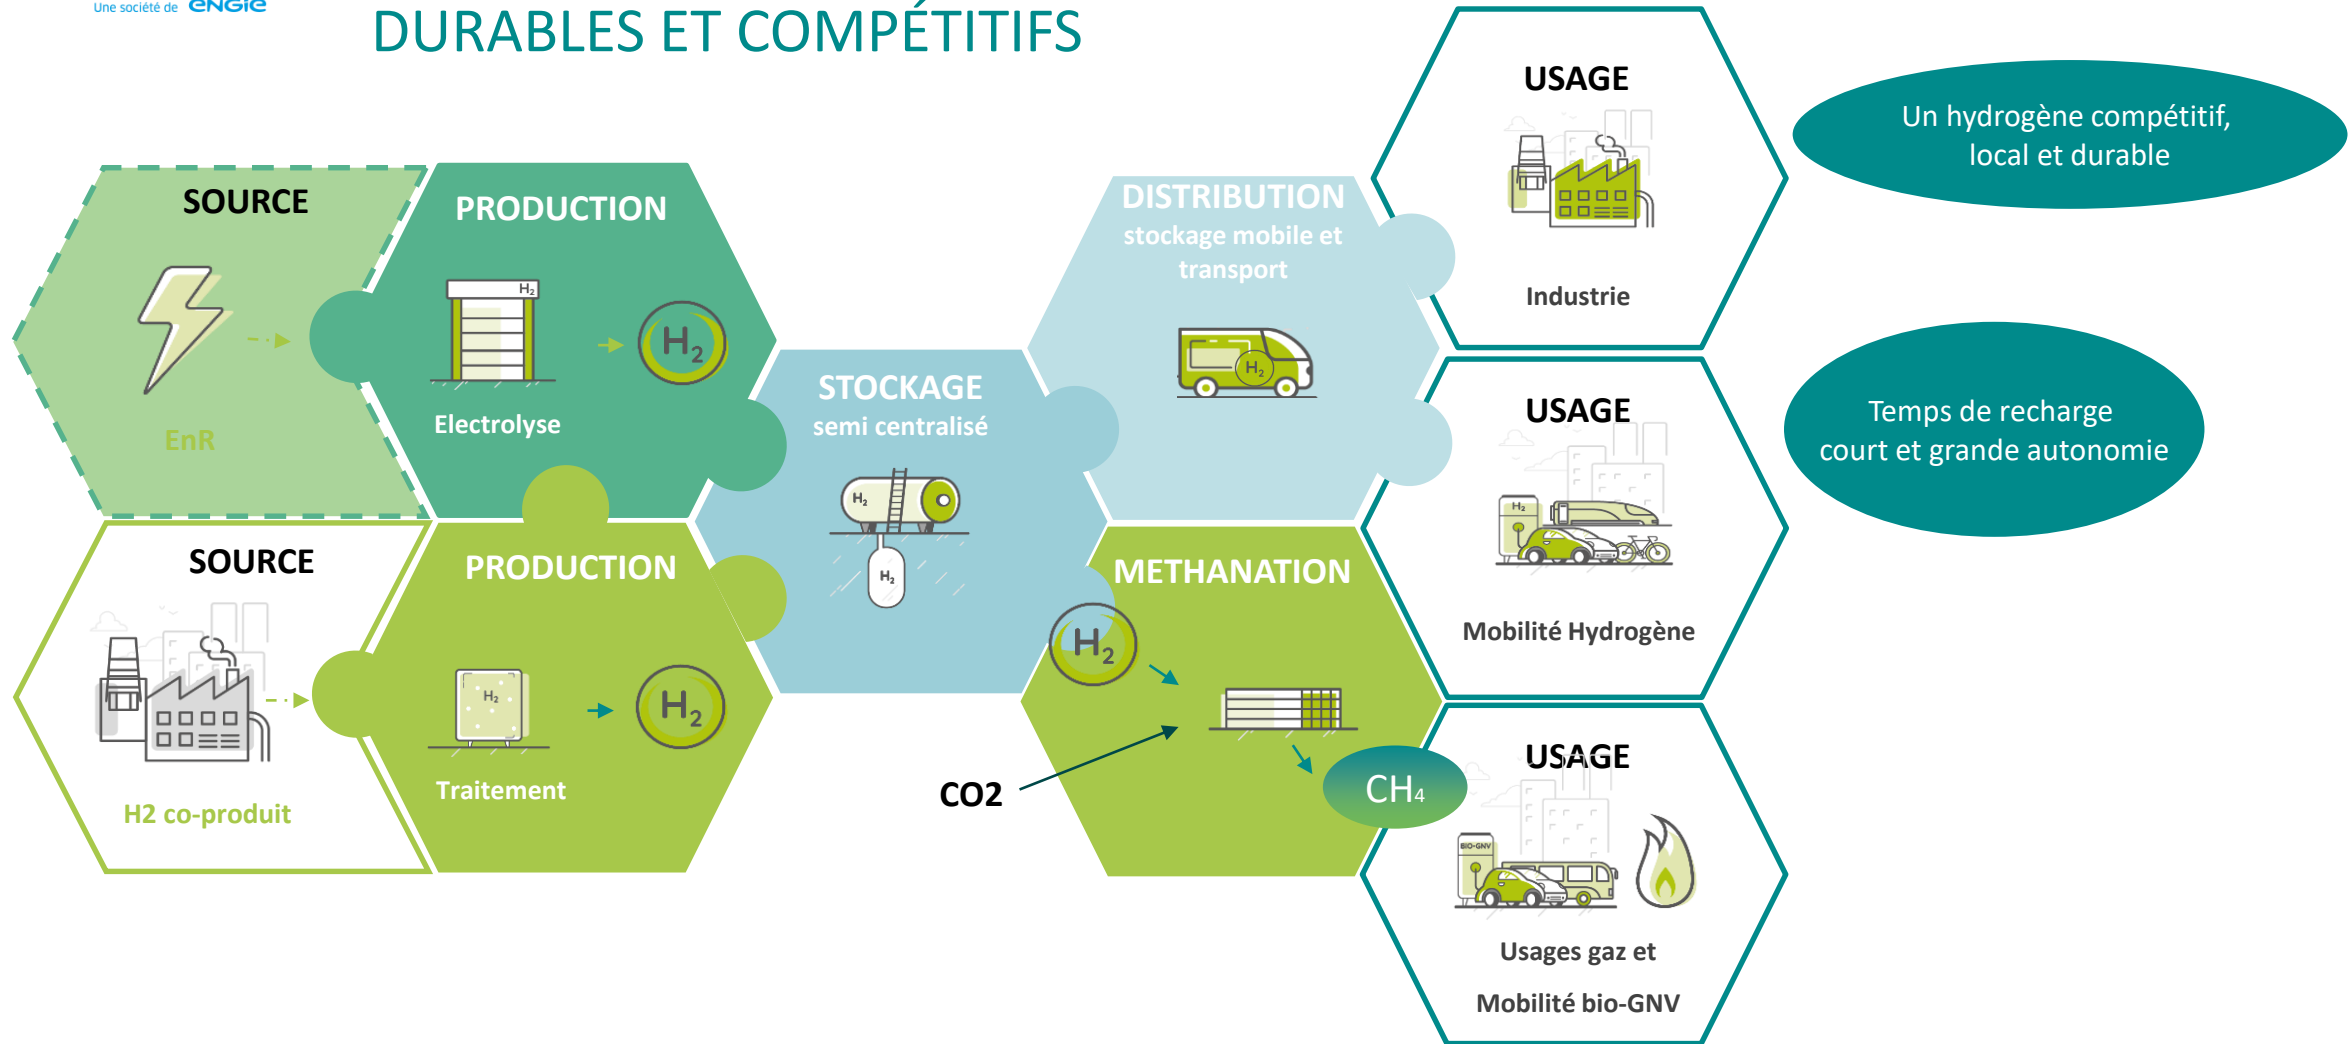 Une société de ENGIE
DURABLES ET COMPÉTITIFS
SOURCE
EnR
PRODUCTION
H2
H2
Electrolyse
SOURCE
H2 co-produit
PRODUCTION
H2
H2
Traitement
STOCKAGE
semi centralisé
H2
H2
DISTRIBUTION
stockage mobile et
transport
H2
METHANATION
H2
CO2
CH4
USAGE
Industrie
USAGE
H2
Mobilité Hydrogène
USAGE
BIO-GNV
Usages gaz et
Mobilité bio-GNV
Un hydrogène compétitif,
local et durable
Temps de recharge
court et grande autonomie